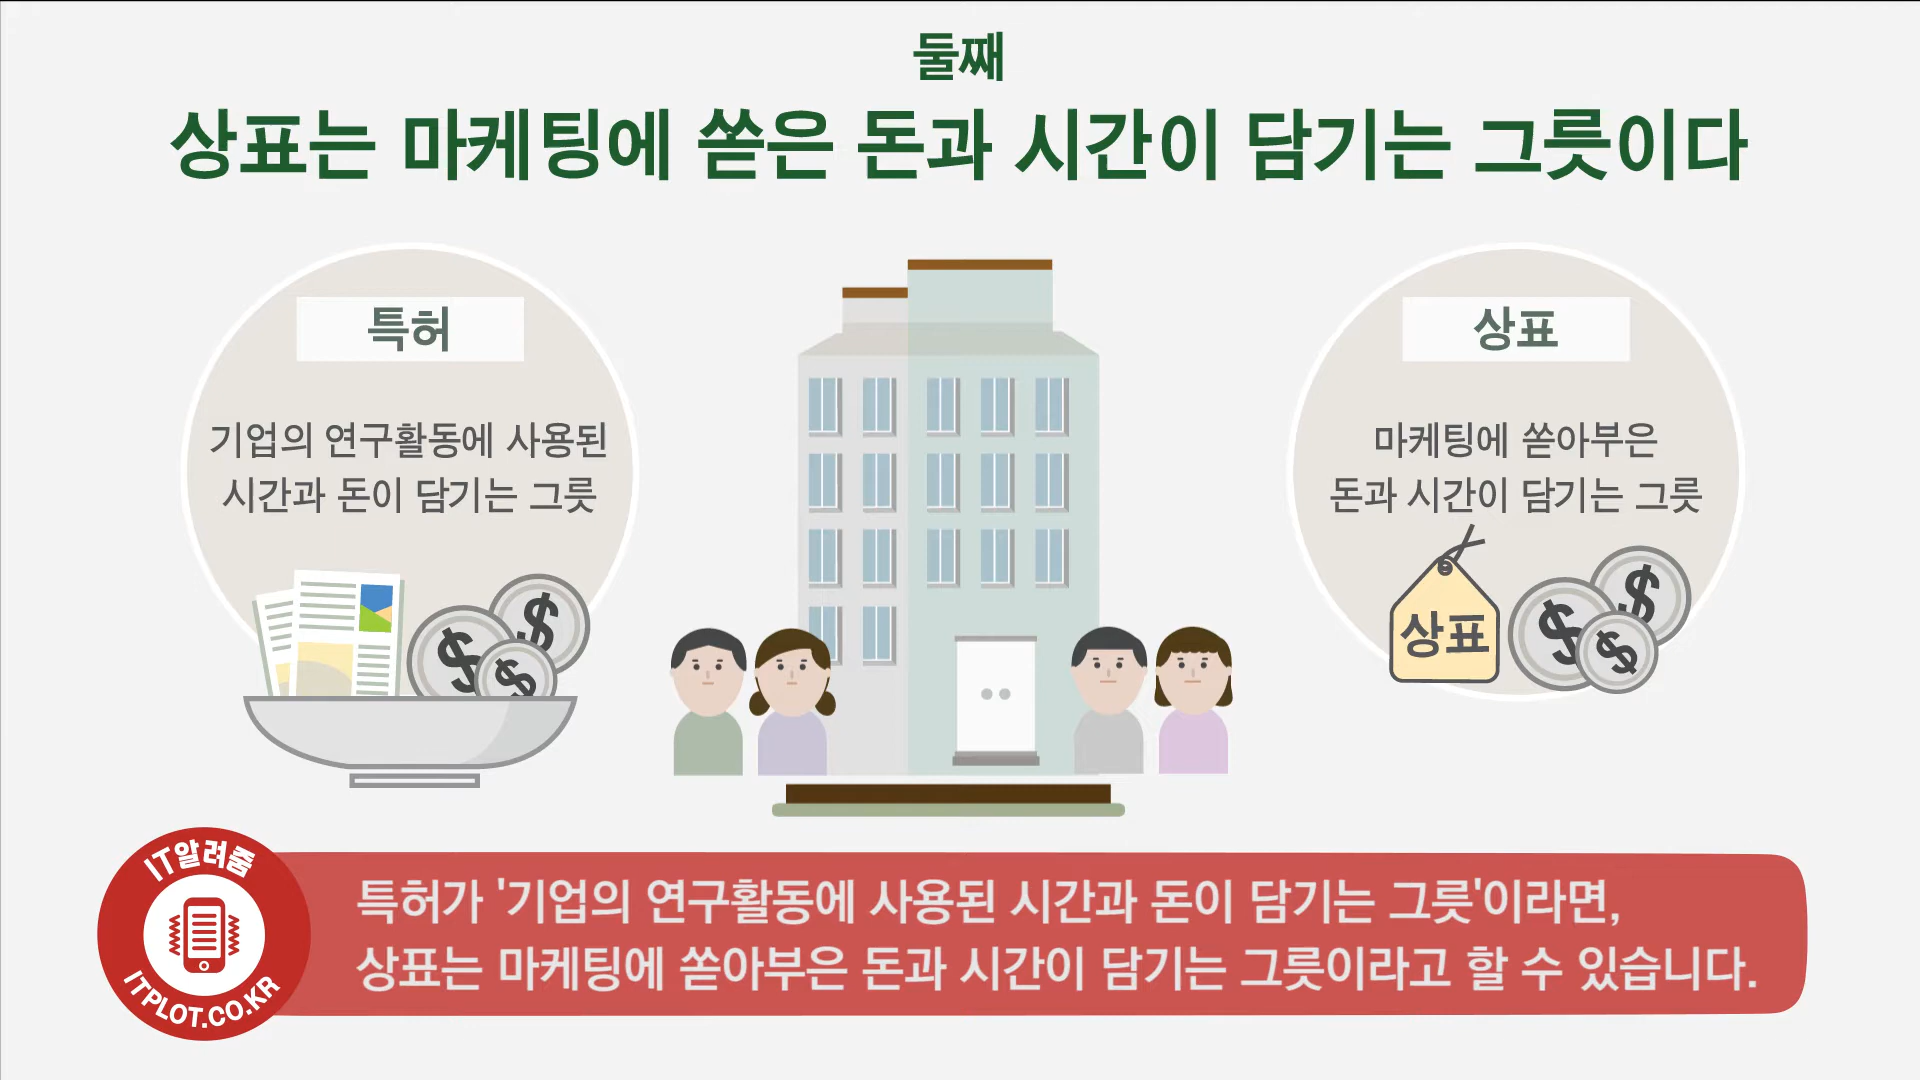 둘째
상표는 마케팅에 쏟은 돈과 시간이 담기는 그릇이다
특허
기업의 연구활동에 사용된
시간과 돈이 담기는 그릇
상표
마케팅에 쏟아부은
돈과 시간이 담기는 그릇
상표
$
$
$
$
$
$
IT알려줌
ITPLOT.CO.KR
특허가 '기업의 연구활동에 사용된 시간과 돈이 담기는 그릇'이라면,
상표는 마케팅에 쏟아부은 돈과 시간이 담기는 그릇이라고 할 수 있습니다.